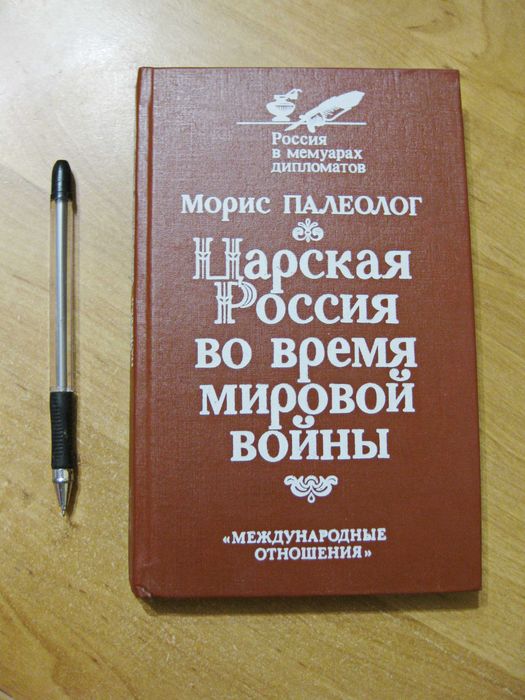 Россия
в мемуарах
дипломатов
Морис ПАЛЕОЛОГ
Царская
Россия
во время
мировой
войны
«МЕЖДУНАРОДНЫЕ
ОТНОШЕНИЯ»